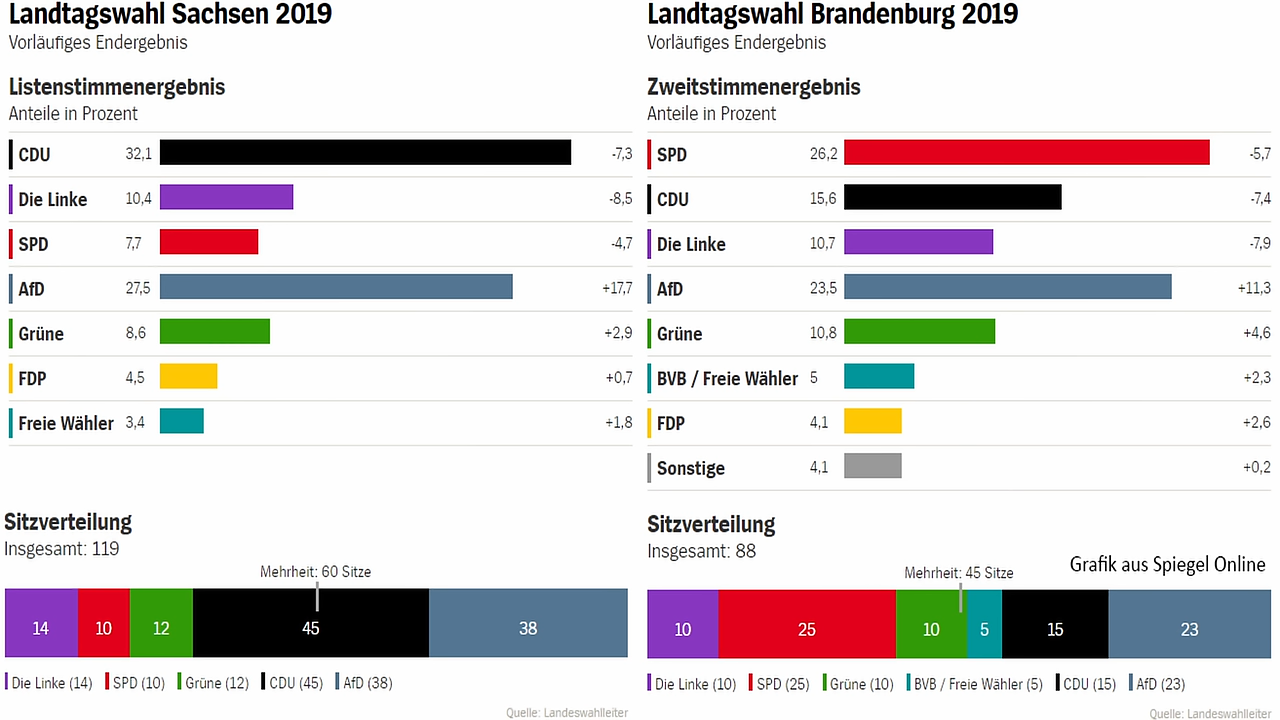 Landtagswahl Sachsen 2019
Vorläufiges Endergebnis
Listenstimmenergebnis
Anteile in Prozent
CDU 32,1 -7,3
Die Linke 10,4 -8,5
SPD 7,7 -4,7
AfD 27,5 +17,7
Grüne 8,6 +2,9
FDP 4,5 +0,7
Freie Wähler 3,4 +1,8
Sitzverteilung
Insgesamt: 119
Mehrheit: 60 Sitze
14 10 12 45 38
Die Linke (14) SPD (10) Grüne (12) CDU (45) AfD (38)
Quelle: Landeswahlleiter
Landtagswahl Brandenburg 2019
Vorläufiges Endergebnis
Zweitstimmenergebnis
Anteile in Prozent
SPD 26,2 -5,7
CDU 15,6 -7,4
Die Linke 10,7 -7,9
AfD 23,5 +11,3
Grüne 10,8 +4,6
BVB / Freie Wähler 5 +2,3
FDP 4,1 +2,6
Sonstige 4,1 +0,2
Sitzverteilung
Insgesamt: 88
Grafik aus Spiegel Online
Mehrheit: 45 Sitze
10 25 10 5 15 23
Die Linke (10) SPD (25) Grüne (10) BVB / Freie Wähler (5) CDU (15) AfD (23)
Quelle: Landeswahlleiter